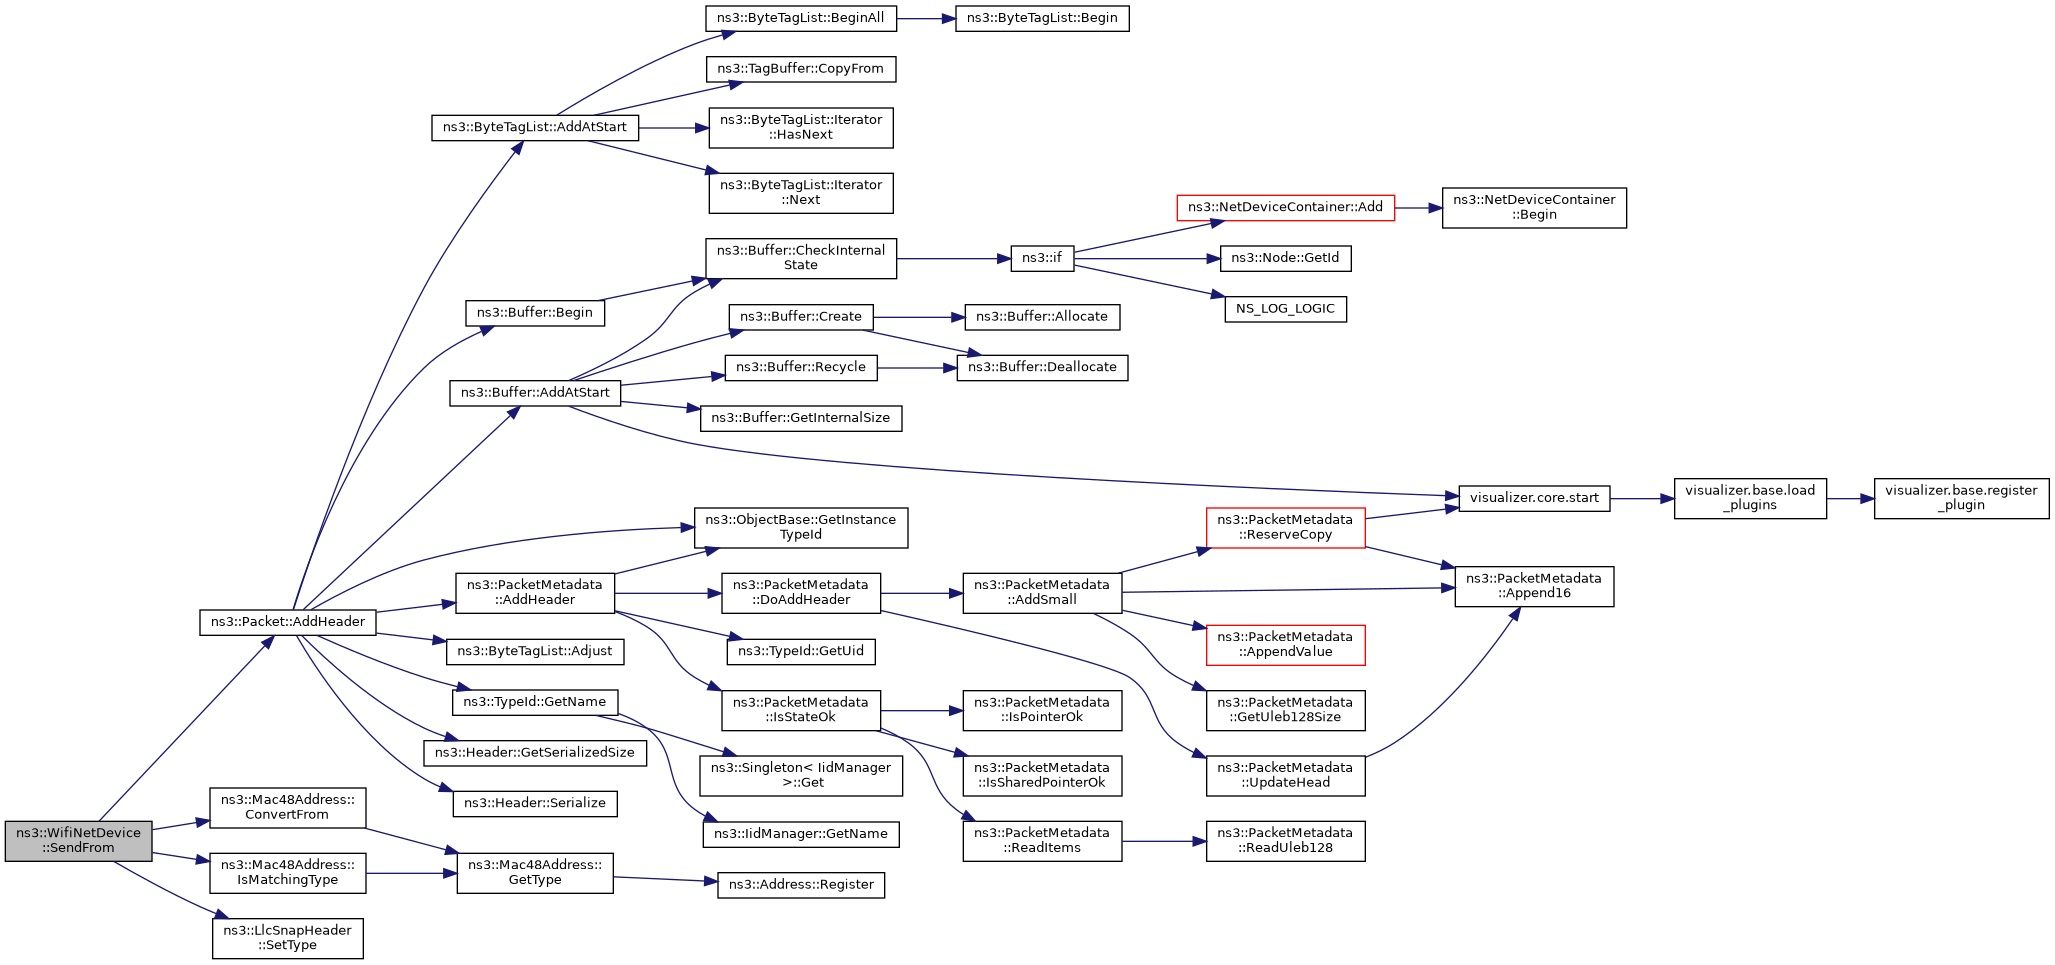 ns3::ByteTagList::BeginAll
ns3::ByteTagList::Begin
ns3::TagBuffer::CopyFrom
ns3::ByteTagList::AddAtStart
ns3::ByteTagList::Iterator
::HasNext
ns3::ByteTagList::Iterator
::Next
ns3::NetDeviceContainer::Add
ns3::NetDeviceContainer
::Begin
ns3::Buffer::CheckInternal
State
ns3::if
ns3::Node::GetId
NS_LOG_LOGIC
ns3::Buffer::Begin
ns3::Buffer::Create
ns3::Buffer::Allocate
ns3::Buffer::Recycle
ns3::Buffer::Deallocate
ns3::Buffer::AddAtStart
ns3::Buffer::GetInternalSize
visualizer.core.start
visualizer.base.load
_plugins
visualizer.base.register
_plugin
ns3::ObjectBase::GetInstance
TypeId
ns3::PacketMetadata
::ReserveCopy
ns3::PacketMetadata
::AddHeader
ns3::PacketMetadata
::DoAddHeader
ns3::PacketMetadata
::AddSmall
ns3::PacketMetadata
::Append16
ns3::Packet::AddHeader
ns3::ByteTagList::Adjust
ns3::TypeId::GetUid
ns3::PacketMetadata
::AppendValue
ns3::TypeId::GetName
ns3::PacketMetadata
::IsStateOk
ns3::PacketMetadata
::IsPointerOk
ns3::PacketMetadata
::GetUleb128Size
ns3::Header::GetSerializedSize
ns3::Singleton< IidManager
>::Get
ns3::PacketMetadata
::IsSharedPointerOk
ns3::PacketMetadata
::UpdateHead
ns3::Header::Serialize
ns3::IidManager::GetName
ns3::PacketMetadata
::ReadItems
ns3::PacketMetadata
::ReadUleb128
ns3::Mac48Address::
ConvertFrom
ns3::WifiNetDevice
::SendFrom
ns3::Mac48Address::
IsMatchingType
ns3::Mac48Address::
GetType
ns3::Address::Register
ns3::LlcSnapHeader
::SetType